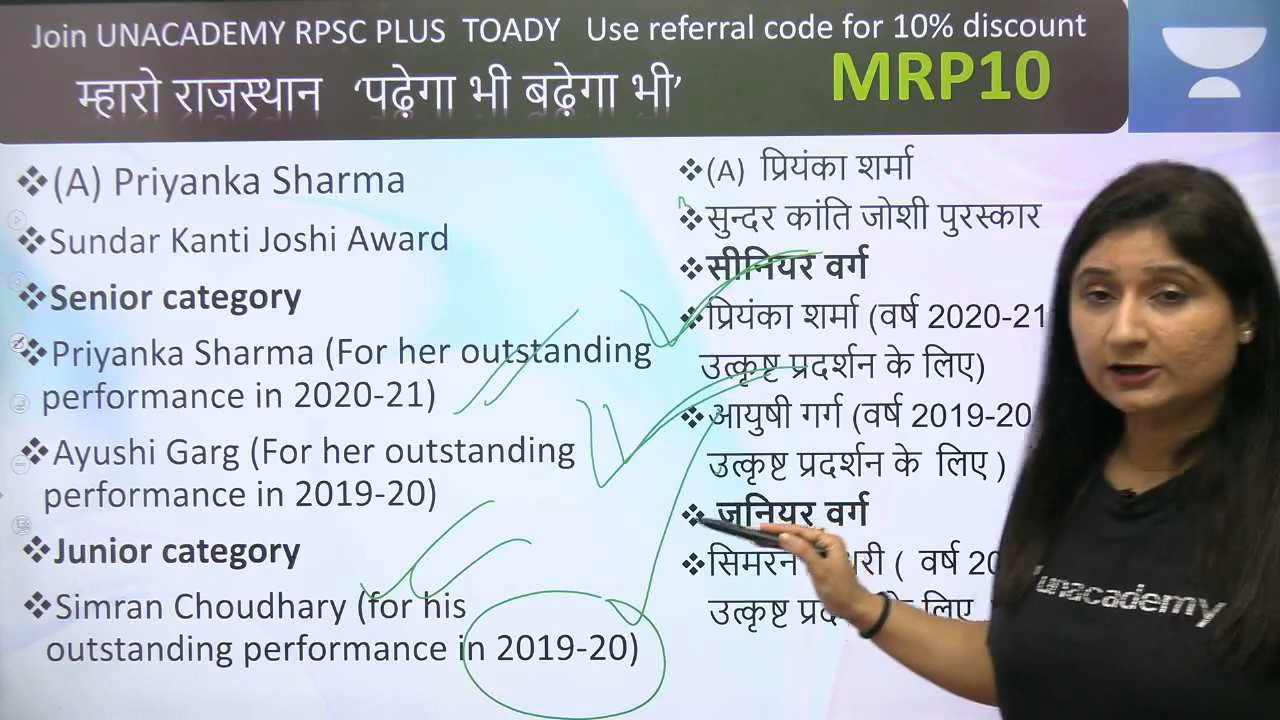 Join UNACADEMY RPSC PLUS TOADY Use referral code for 10% discount
म्हारो राजस्थान ‘पढ़ेगा भी बढ़ेगा भी’
MRP10
❖(A) Priyanka Sharma
❖Sundar Kanti Joshi Award
❖Senior category
❖Priyanka Sharma (For her outstanding
performance in 2020-21)
❖Ayushi Garg (For her outstanding
performance in 2019-20)
❖Junior category
❖Simran Choudhary (for his
outstanding performance in 2019-20)
❖(A) प्रियंका शर्मा
❖सुन्दर कांति जोशी पुरस्कार
❖सीनियर वर्ग
❖प्रियंका शर्मा (वर्ष 2020-21
उत्कृष्ट प्रदर्शन के लिए)
❖आयुषी गर्ग (वर्ष 2019-20
उत्कृष्ट प्रदर्शन के लिए )
❖ जूनियर वर्ग
❖सिमरन ( वर्ष
उत्कृष्ट लिए
unacademy